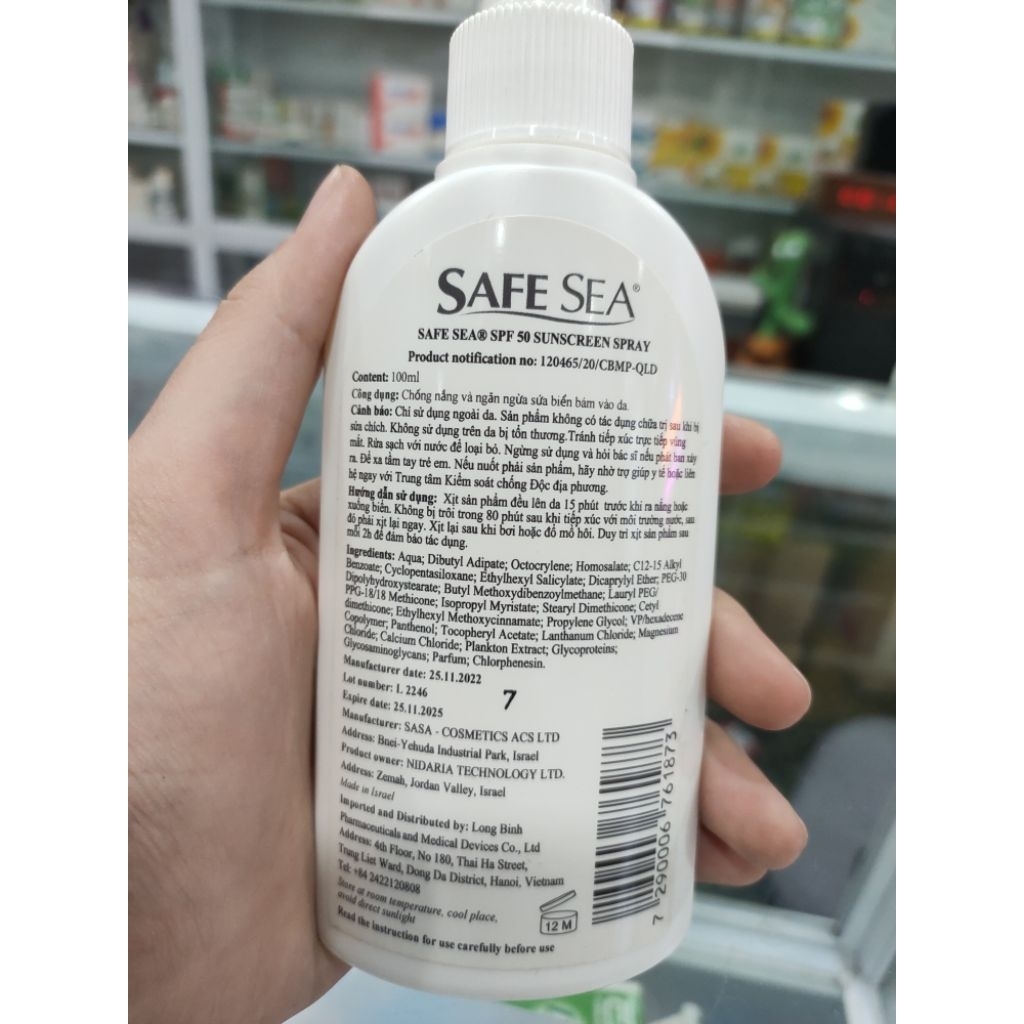 SAFE SEA®
SAFE SEA® SPF 50 SUNSCREEN SPRAY
Product notification no: 120465/20/CBMP-QLD
Content: 100ml
Công dụng: Chống nắng và ngăn ngừa sứa biển bám vào da.
Cảnh báo: Chỉ sử dụng ngoài da. Sản phẩm không có tác dụng chữa trị sau khi bị
sứa chích. Không sử dụng trên da bị tổn thương.Tránh tiếp xúc trực tiếp vùng
mắt. Rửa sạch với nước để loại bỏ. Ngừng sử dụng và hỏi bác sĩ nếu phát ban xảy
ra. Để xa tầm tay trẻ em. Nếu nuốt phải sản phẩm, hãy nhờ trợ giúp y tế hoặc liên
hệ ngay với Trung tâm Kiểm soát chống Độc địa phương.
Hướng dẫn sử dụng: Xịt sản phẩm đều lên da 15 phút trước khi ra nắng hoặc
xuống biển. Không bị trôi trong 80 phút sau khi tiếp xúc với môi trường nước, sau
đó phải xịt lại ngay. Xịt lại sau khi bơi hoặc đổ mồ hôi. Duy trì xịt sản phẩm sau
mỗi 2h để đảm bảo tác dụng.
Ingredients: Aqua; Dibutyl Adipate; Octocrylene; Homosalate; C12-15 Alkyl
Benzoate; Cyclopentasiloxane; Ethylhexyl Salicylate; Dicaprylyl Ether; PEG-30
Dipolyhydroxystearate; Butyl Methoxydibenzoylmethane; Lauryl PEG/
PPG-18/18 Methicone; Isopropyl Myristate; Stearyl Dimethicone; Cetyl
dimethicone; Ethylhexyl Methoxycinnamate; Propylene Glycol; VP/hexadecene
Copolymer; Panthenol; Tocopheryl Acetate; Lanthanum Chloride; Magnesium
Chloride; Calcium Chloride; Plankton Extract; Glycoproteins;
Glycosaminoglycans; Parfum; Chlorphenesin.
Manufacturer date: 25.11.2022
Lot number: L 2246
7
Expire date: 25.11.2025
Manufacturer: SASA - COSMETICS ACS LTD
Address: Bnei-Yehuda Industrial Park, Israel
Product owner: NIDARIA TECHNOLOGY LTD.
Address: Zemah, Jordan Valley, Israel
Made in Israel
Imported and Distributed by: Long Binh
Pharmaceuticals and Medical Devices Co., Ltd
Address: 4th Floor, No 180, Thai Ha Street,
Trung Liet Ward, Dong Da District, Hanoi, Vietnam
Tel: +84 2422120808
Store at room temperature, cool place,
avoid direct sunlight
Read the instruction for use carefully before use
12 M
7 290006 761873